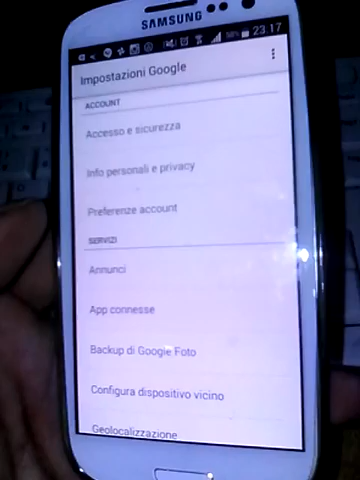 SAMSUNG
23.17
Impostazioni Google
ACCOUNT
Accesso e sicurezza
Info personali e privacy
Preferenze account
SERVIZI
Annunci
App connesse
Backup di Google Foto
Configura dispositivo vicino
Geolocalizzazione